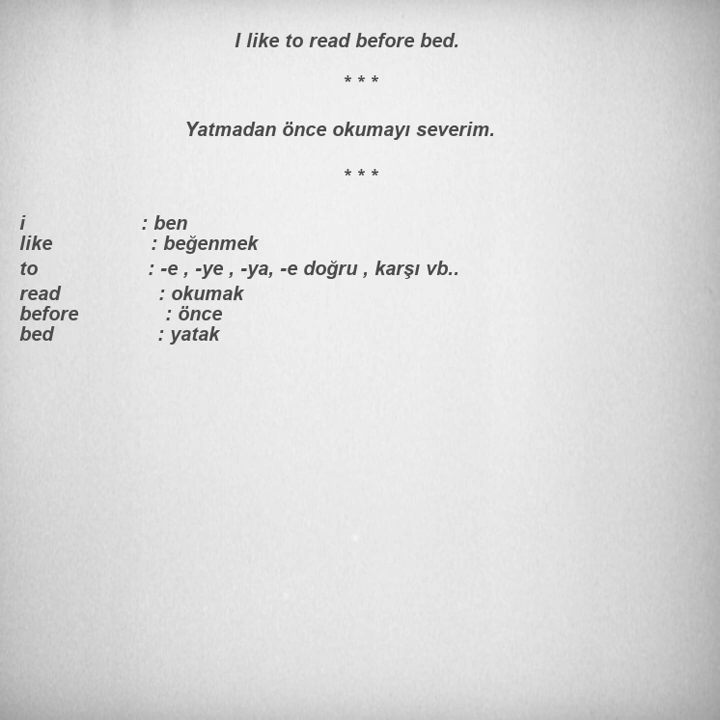 I like to read before bed.
* * *
Yatmadan önce okumayı severim.
* * *
i : ben
like : beğenmek
to : -e , -ye , -ya, -e doğru , karşı vb..
read : okumak
before : önce
bed : yatak